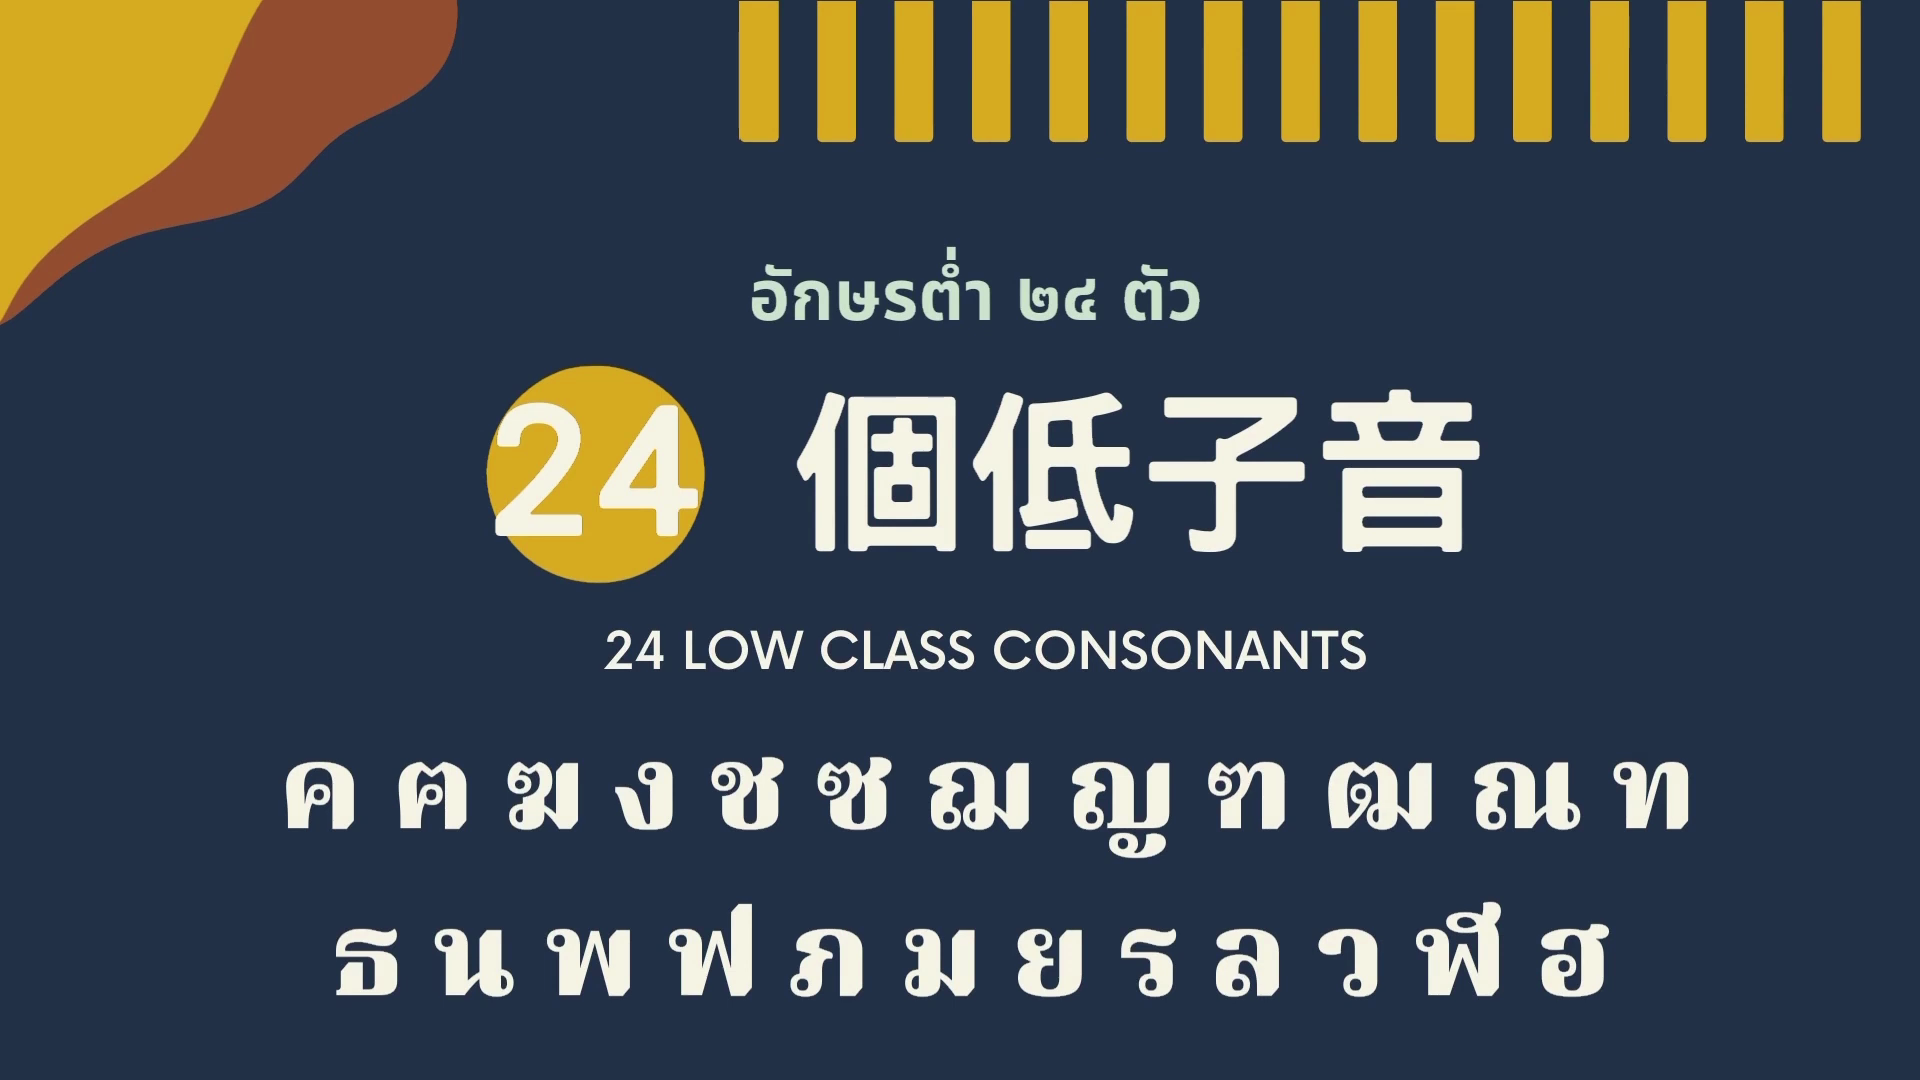 อักษรต่ำ ๒๔ ตัว
24 個低子音
24 LOW CLASS CONSONANTS
ค ฅ ฆ ง ช ซ ฌ ญ ฑ ฒ ณ ท
ธ น พ ฟ ภ ม ย ร ล ว ฬ ฮ